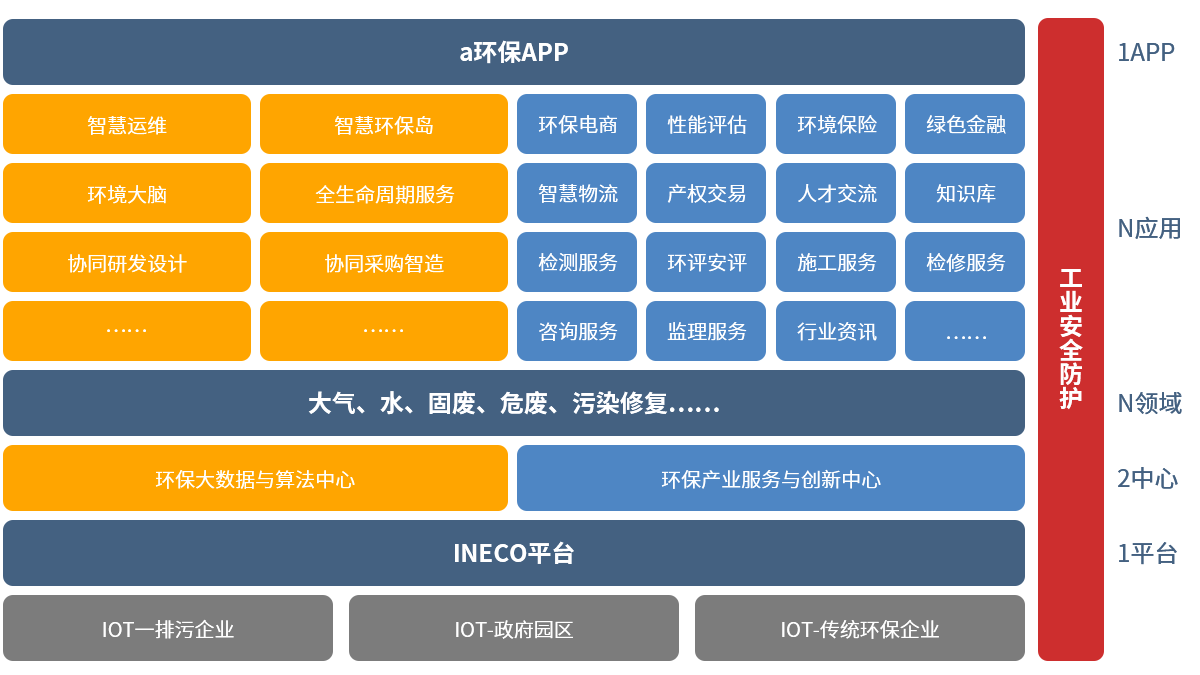 a环保APP
1APP
智慧运维
智慧环保岛
环保电商
性能评估
环境保险
绿色金融
环境大脑
全生命周期服务
智慧物流
产权交易
人才交流
知识库
N应用
协同研发设计
协同采购智造
检测服务
环评安评
施工服务
检修服务
……
……
咨询服务
监理服务
行业资讯
……
工业安全防护
大气、水、固废、危废、污染修复……
N领域
环保大数据与算法中心
环保产业服务与创新中心
2中心
INECO平台
1平台
IOT一排污企业
IOT-政府园区
IOT-传统环保企业